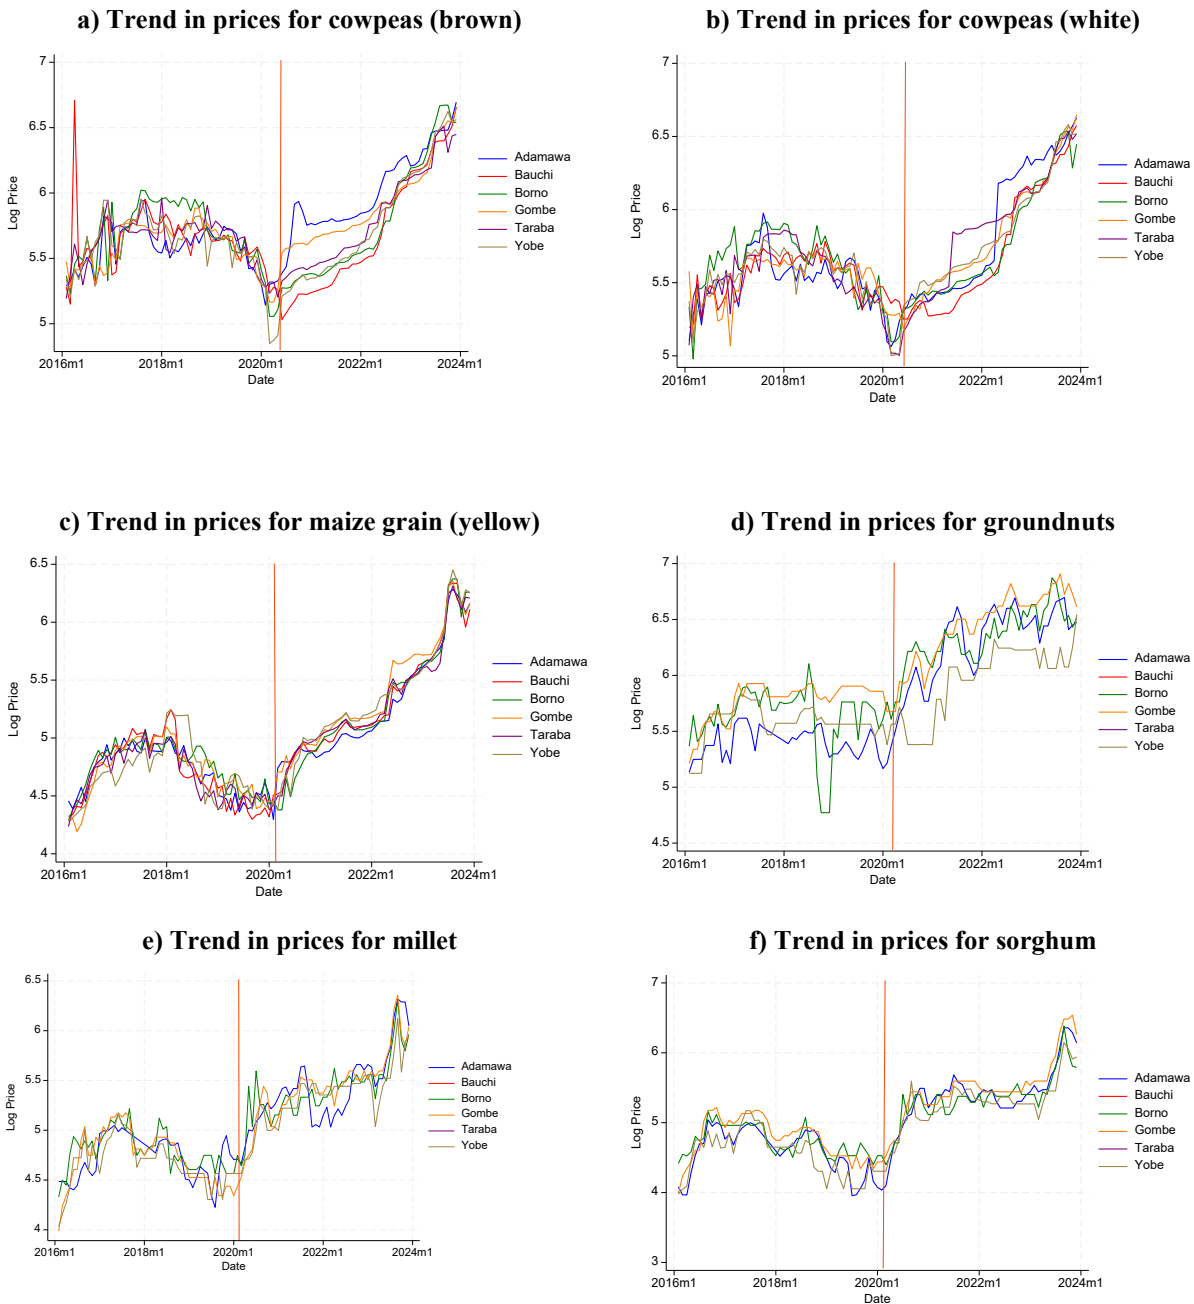 a) Trend in prices for cowpeas (brown)
7
6.5
6
5.5
5
Log Price
2016m1
2018m1
2020m1
2022m1
2024m1
Date
Adamawa
Bauchi
Borno
Gombe
Taraba
Yobe
b) Trend in prices for cowpeas (white)
7
6.5
6
5.5
5
Log Price
2016m1
2018m1
2020m1
2022m1
2024m1
Date
Adamawa
Bauchi
Borno
Gombe
Taraba
Yobe
c) Trend in prices for maize grain (yellow)
6.5
6
5.5
5
4.5
4
Log Price
2016m1
2018m1
2020m1
2022m1
2024m1
Date
Adamawa
Bauchi
Borno
Gombe
Taraba
Yobe
d) Trend in prices for groundnuts
7
6.5
6
5.5
5
4.5
Log Price
2016m1
2018m1
2020m1
2022m1
2024m1
Date
Adamawa
Bauchi
Borno
Gombe
Taraba
Yobe
e) Trend in prices for millet
6.5
6
5.5
5
4.5
4
Log Price
2016m1
2018m1
2020m1
2022m1
2024m1
Date
Adamawa
Bauchi
Borno
Gombe
Taraba
Yobe
f) Trend in prices for sorghum
7
6
5
4
3
Log Price
2016m1
2018m1
2020m1
2022m1
2024m1
Date
Adamawa
Bauchi
Borno
Gombe
Taraba
Yobe